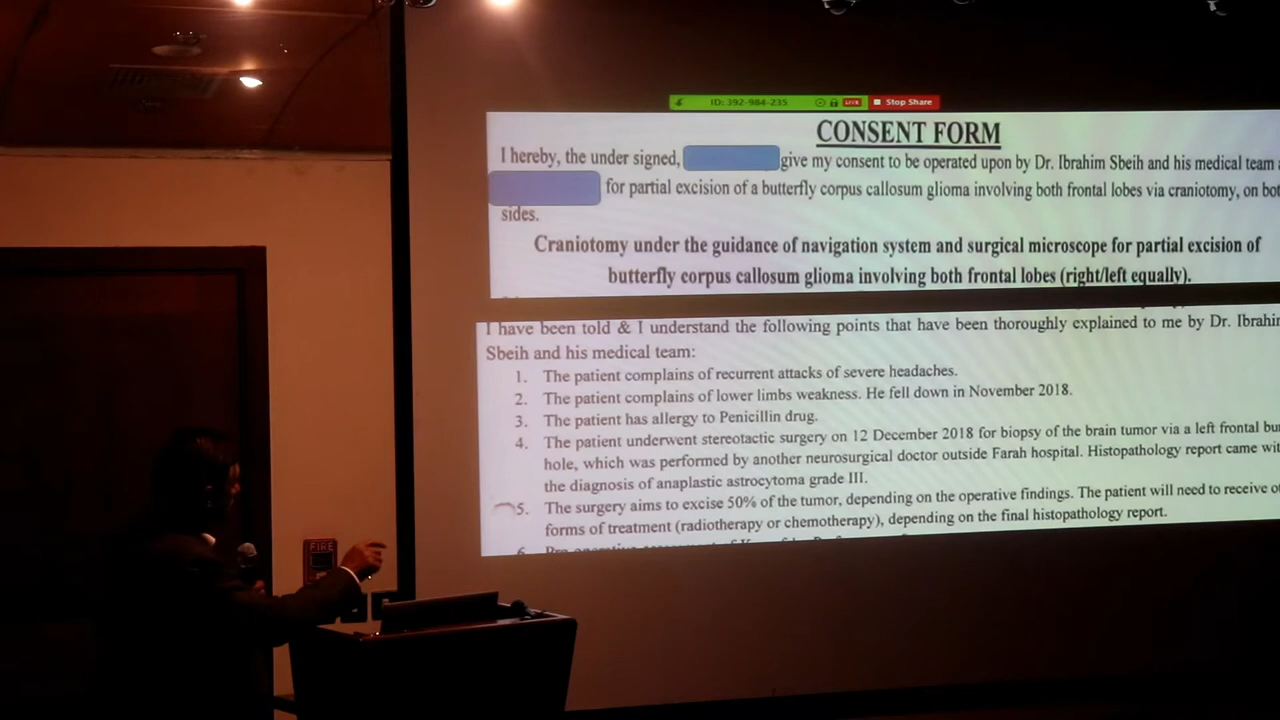 ID: 392-984-235 LIVE Stop Share
CONSENT FORM
I hereby, the under signed, give my consent to be operated upon by Dr. Ibrahim Sbeih and his medical team
for partial excision of a butterfly corpus callosum glioma involving both frontal lobes via craniotomy, on bot
sides.
Craniotomy under the guidance of navigation system and surgical microscope for partial excision of
butterfly corpus callosum glioma involving both frontal lobes (right/left equally).
I have been told & I understand the following points that have been thoroughly explained to me by Dr. Ibrahim
Sbeih and his medical team:
1. The patient complains of recurrent attacks of severe headaches.
2. The patient complains of lower limbs weakness. He fell down in November 2018.
3. The patient has allergy to Penicillin drug.
4. The patient underwent stereotactic surgery on 12 December 2018 for biopsy of the brain tumor via a left frontal bu
hole, which was performed by another neurosurgical doctor outside Farah hospital. Histopathology report came wit
the diagnosis of anaplastic astrocytoma grade III.
5. The surgery aims to excise 50% of the tumor, depending on the operative findings. The patient will need to receive o
forms of treatment (radiotherapy or chemotherapy), depending on the final histopathology report.
6.
FIRE